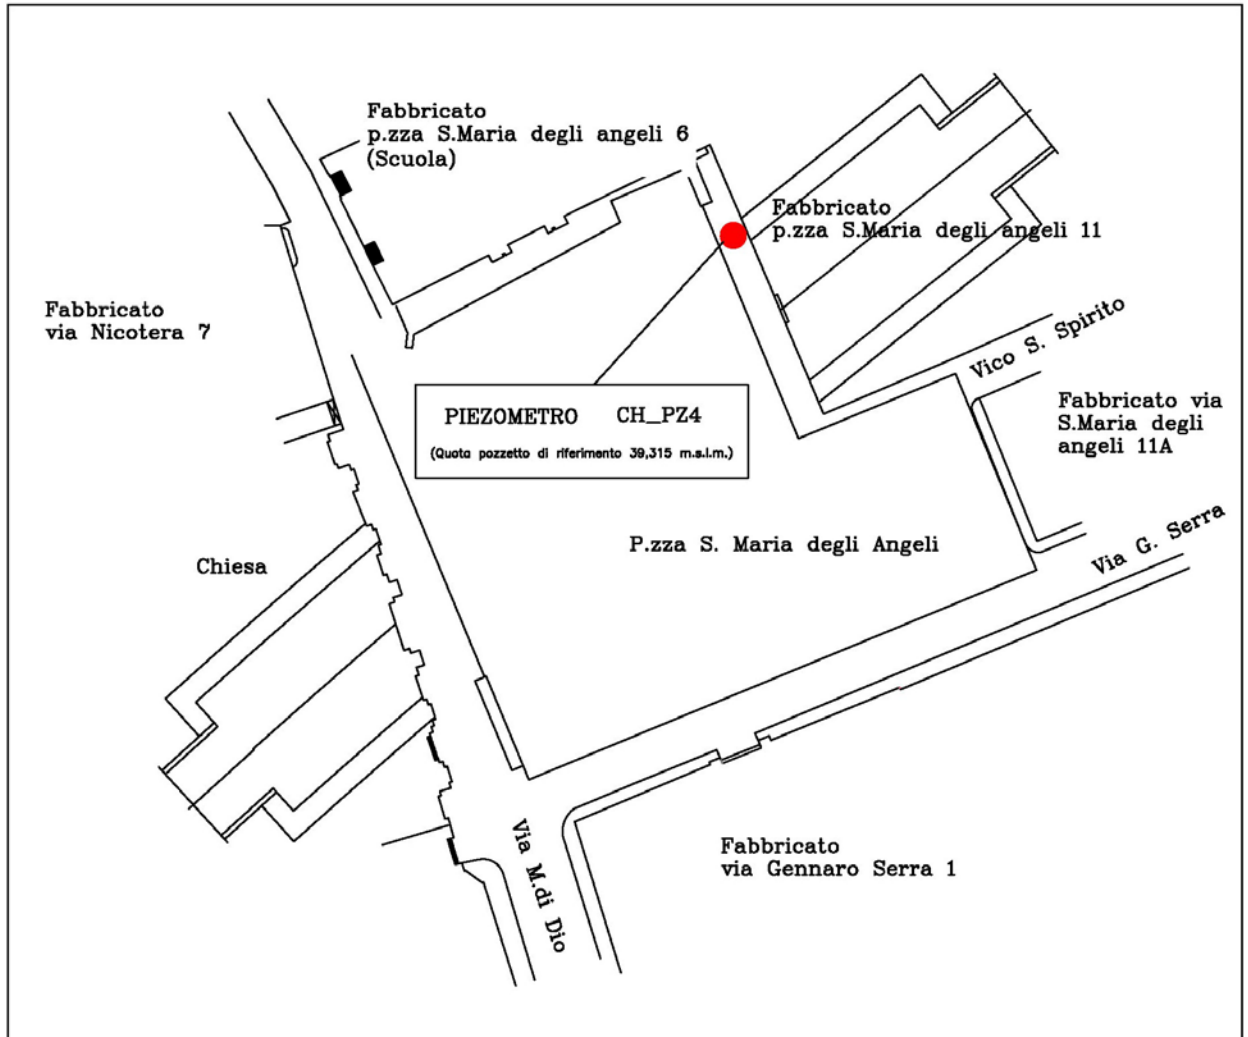 Fabbricato
p.zza S.Maria degli angeli 6
(Scuola)
Fabbricato
p.zza S.Maria degli angeli 11
Fabbricato
via Nicotera 7
Vico S. Spirito
PIEZOMETRO CH_PZ4
(Quota pozzetto di riferimento 39,315 m.s.l.m.)
Fabbricato via
S.Maria degli
angeli 11A
P.zza S. Maria degli Angeli
Via G. Serra
Chiesa
Via M.di Dio
Fabbricato
via Gennaro Serra 1